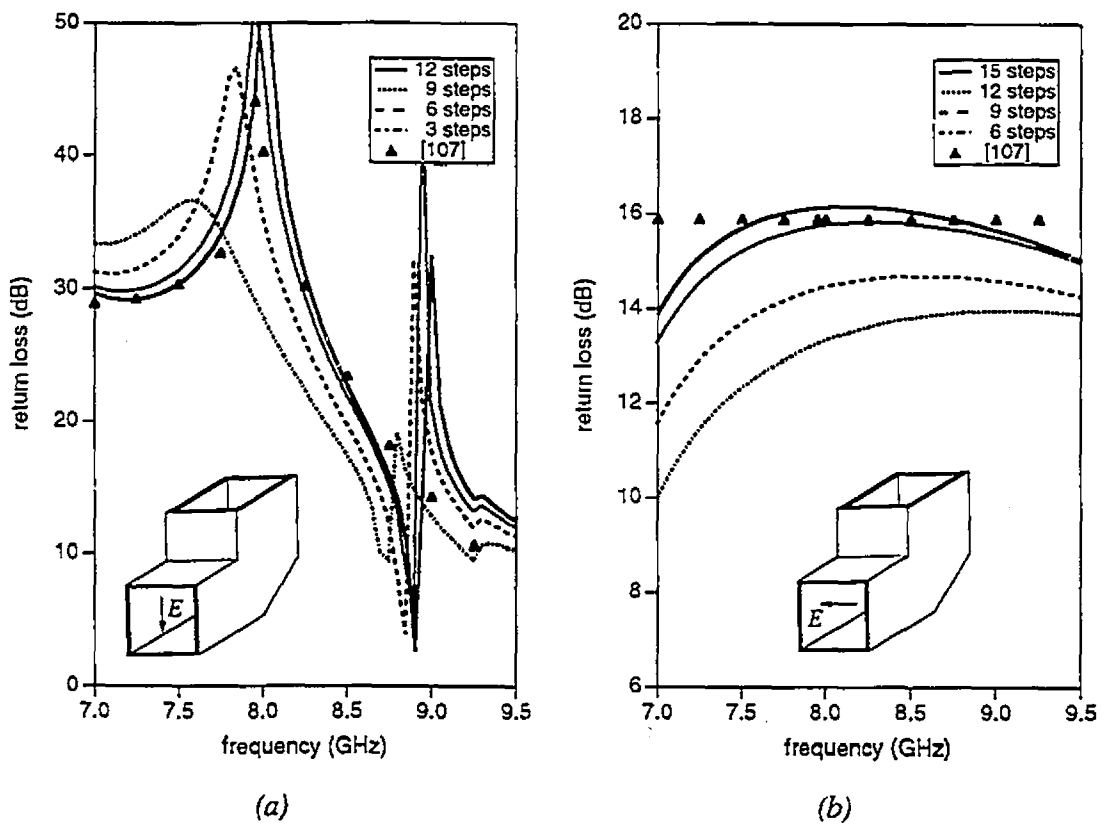 50
40
30
20
10
0
return loss (dB)
12 steps
9 steps
6 steps
3 steps
[107]
E
7.0 7.5 8.0 8.5 9.0 9.5
frequency (GHz)
(a)
20
18
16
14
12
10
8
6
return loss (dB)
15 steps
12 steps
9 steps
6 steps
[107]
E
7.0 7.5 8.0 8.5 9.0 9.5
frequency (GHz)
(b)